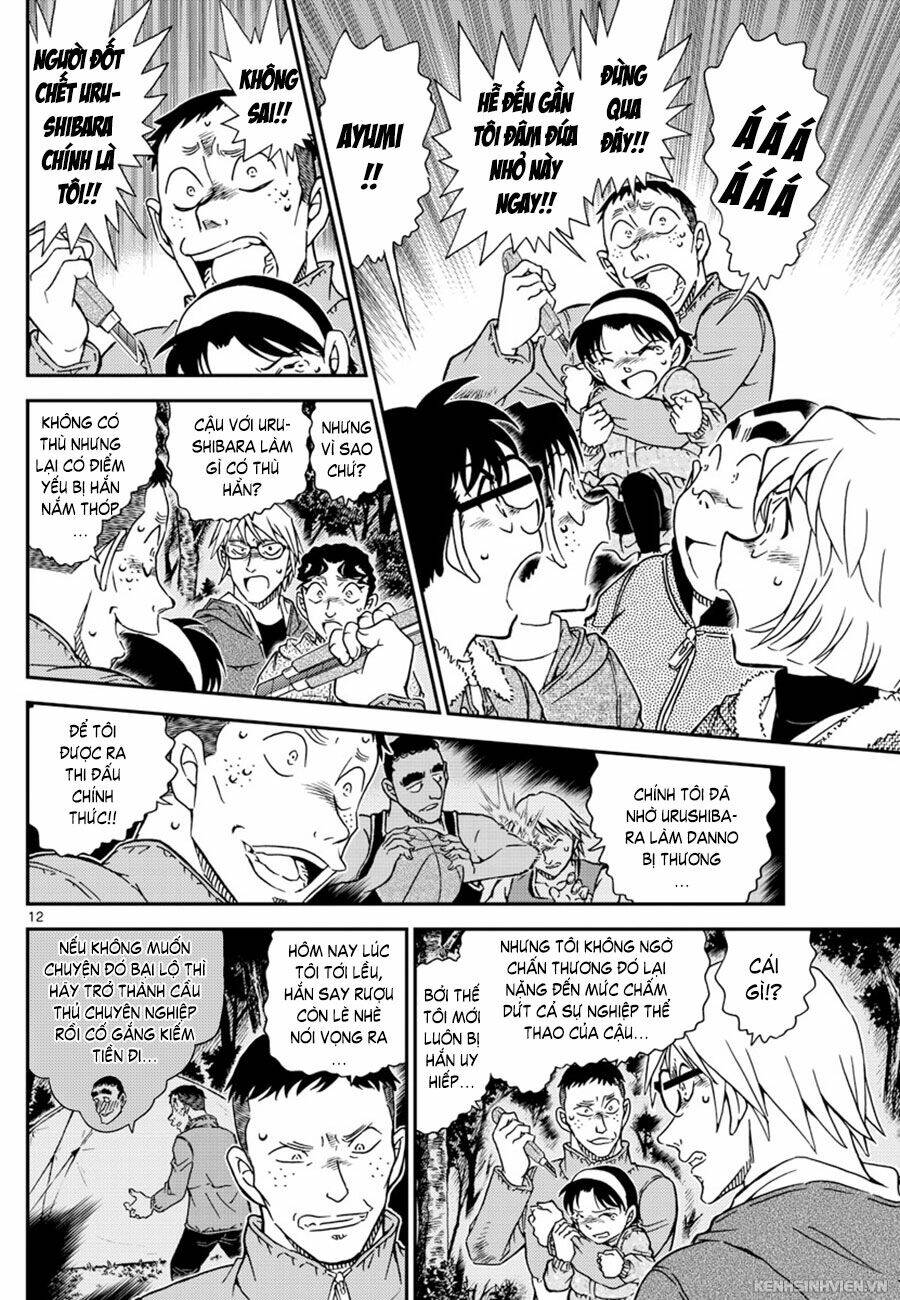 Á Á Á
Á Á Á
ĐỪNG
QUA
ĐÂY!!
HỄ ĐẾN GẦN
TÔI ĐÂM ĐỨA
NHỎ NÀY
NGAY!!
AYUMI
!!
KHÔNG
SAI!!
NGƯỜI ĐỐT
CHẾT URU-
SHIBARA
CHÍNH LÀ
TÔI!!
NHƯNG
VÌ SAO
CHỨ?
CẬU VỚI URU-
SHIBARA LÀM
GÌ CÓ THÙ
HẰN?
KHÔNG CÓ
THÙ NHƯNG
LẠI CÓ ĐIỂM
YẾU BỊ HẮN
NẮM THÓP
...
CHÍNH TÔI ĐÃ
NHỜ URUSHIBA-
RA LÀM DANNO
BỊ THƯƠNG
...
ĐỂ TÔI
ĐƯỢC RA
THI ĐẤU
CHÍNH
THỨC!!
12
CÁI
GÌ!?
NHƯNG TÔI KHÔNG NGỜ
CHẤN THƯƠNG ĐÓ LẠI
NẶNG ĐẾN MỨC CHẤM
DỨT CẢ SỰ NGHIỆP THỂ
THAO CỦA CẬU...
BỞI THẾ
TÔI MỚI
LUÔN BỊ
HẮN UY
HIẾP...
HÔM NAY LÚC
TÔI TỚI LỀU,
HẮN SAY RƯỢU
CÒN LÈ NHÈ
NÓI VỌNG RA
...
NẾU KHÔNG MUỐN
CHUYỆN ĐÓ BẠI LỘ THÌ
HÃY TRỞ THÀNH CẦU
THỦ CHUYÊN NGHIỆP
RỒI CỐ GẮNG KIẾM
TIỀN ĐI...
KENHSINHVIEN.VN